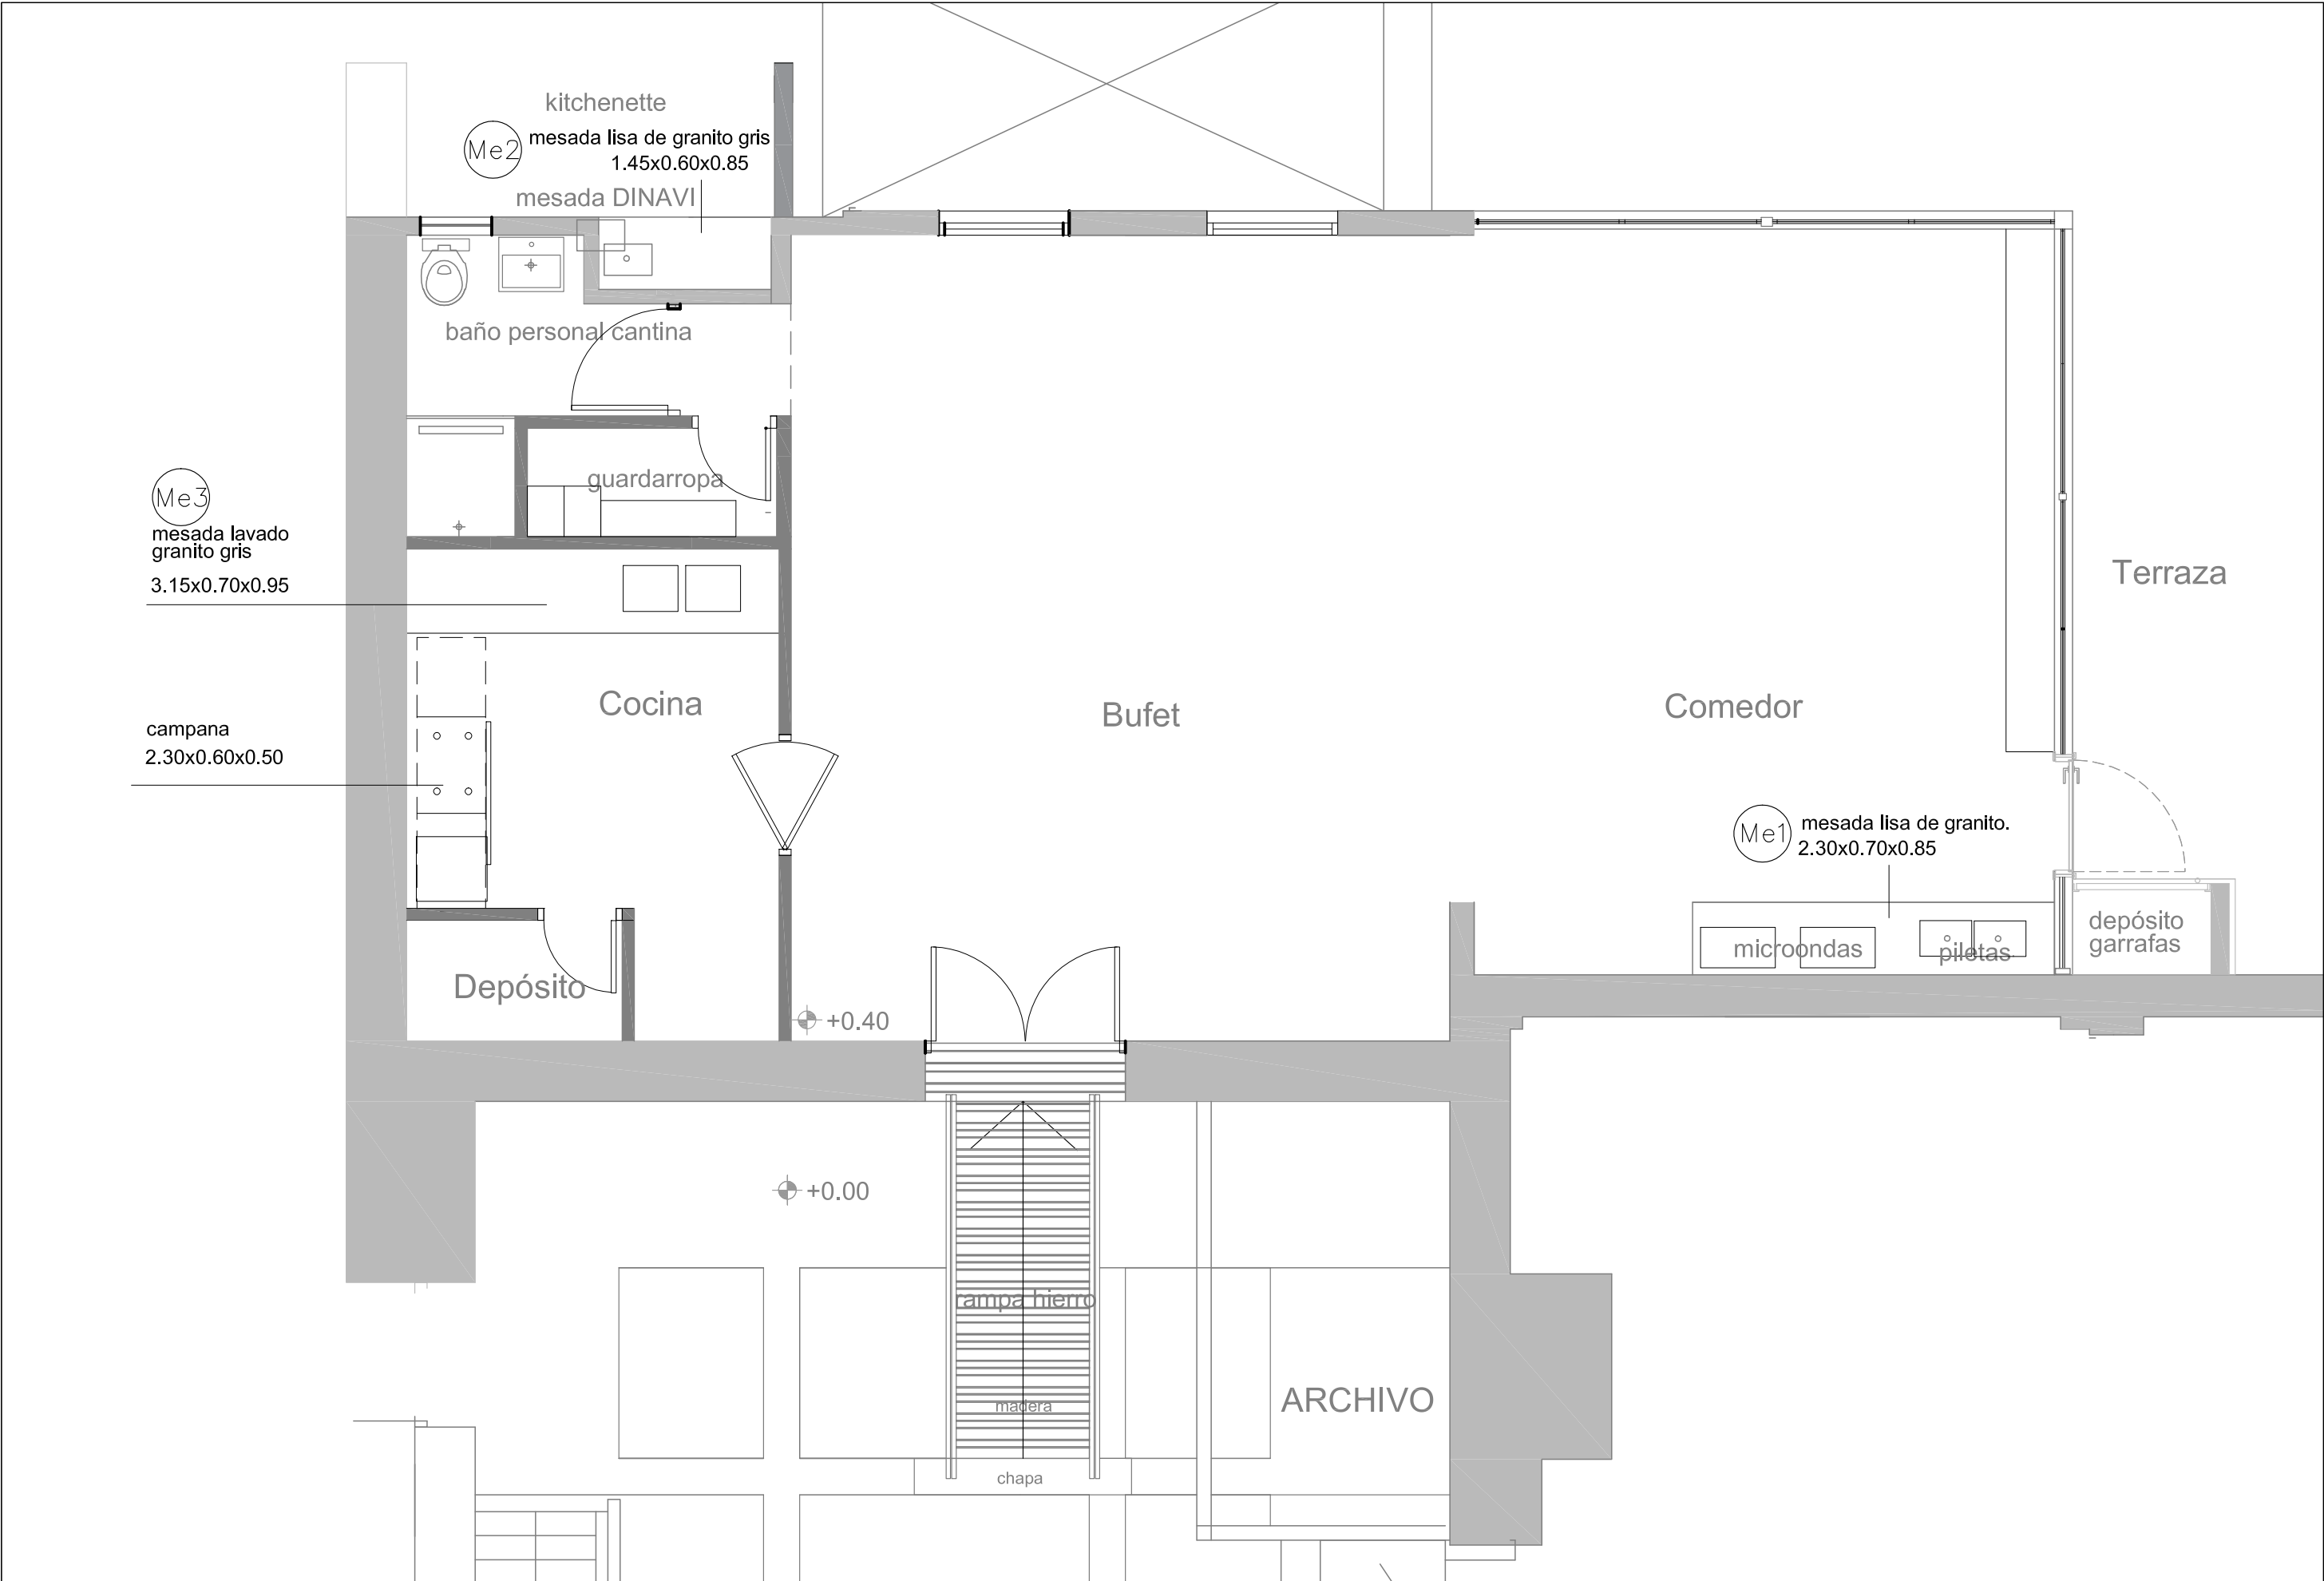 kitchenette
Me2
mesada lisa de granito gris
1.45x0.60x0.85
mesada DINAVI
baño personal cantina
guardarropa
Me3
mesada lavado
granito gris
3.15x0.70x0.95
campana
2.30x0.60x0.50
Cocina
Bufet
Comedor
Terraza
Me1
mesada lisa de granito.
2.30x0.70x0.85
microondas
piletas
depósito
garrafas
Depósito
+0.40
+0.00
rampa hierro
madera
chapa
ARCHIVO